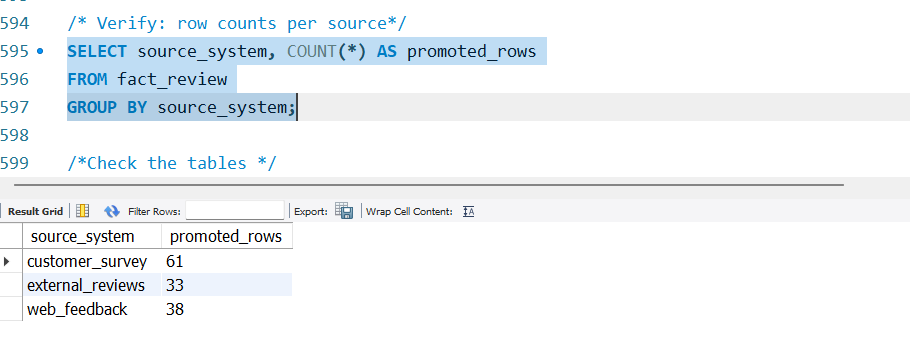 594 /* Verify: row counts per source*/
595 SELECT source_system, COUNT(*) AS promoted_rows
596 FROM fact_review
597 GROUP BY source_system;
598
599 /*Check the tables */
Result Grid Filter Rows: Export: Wrap Cell Content:
source_system promoted_rows
customer_survey 61
external_reviews 33
web_feedback 38